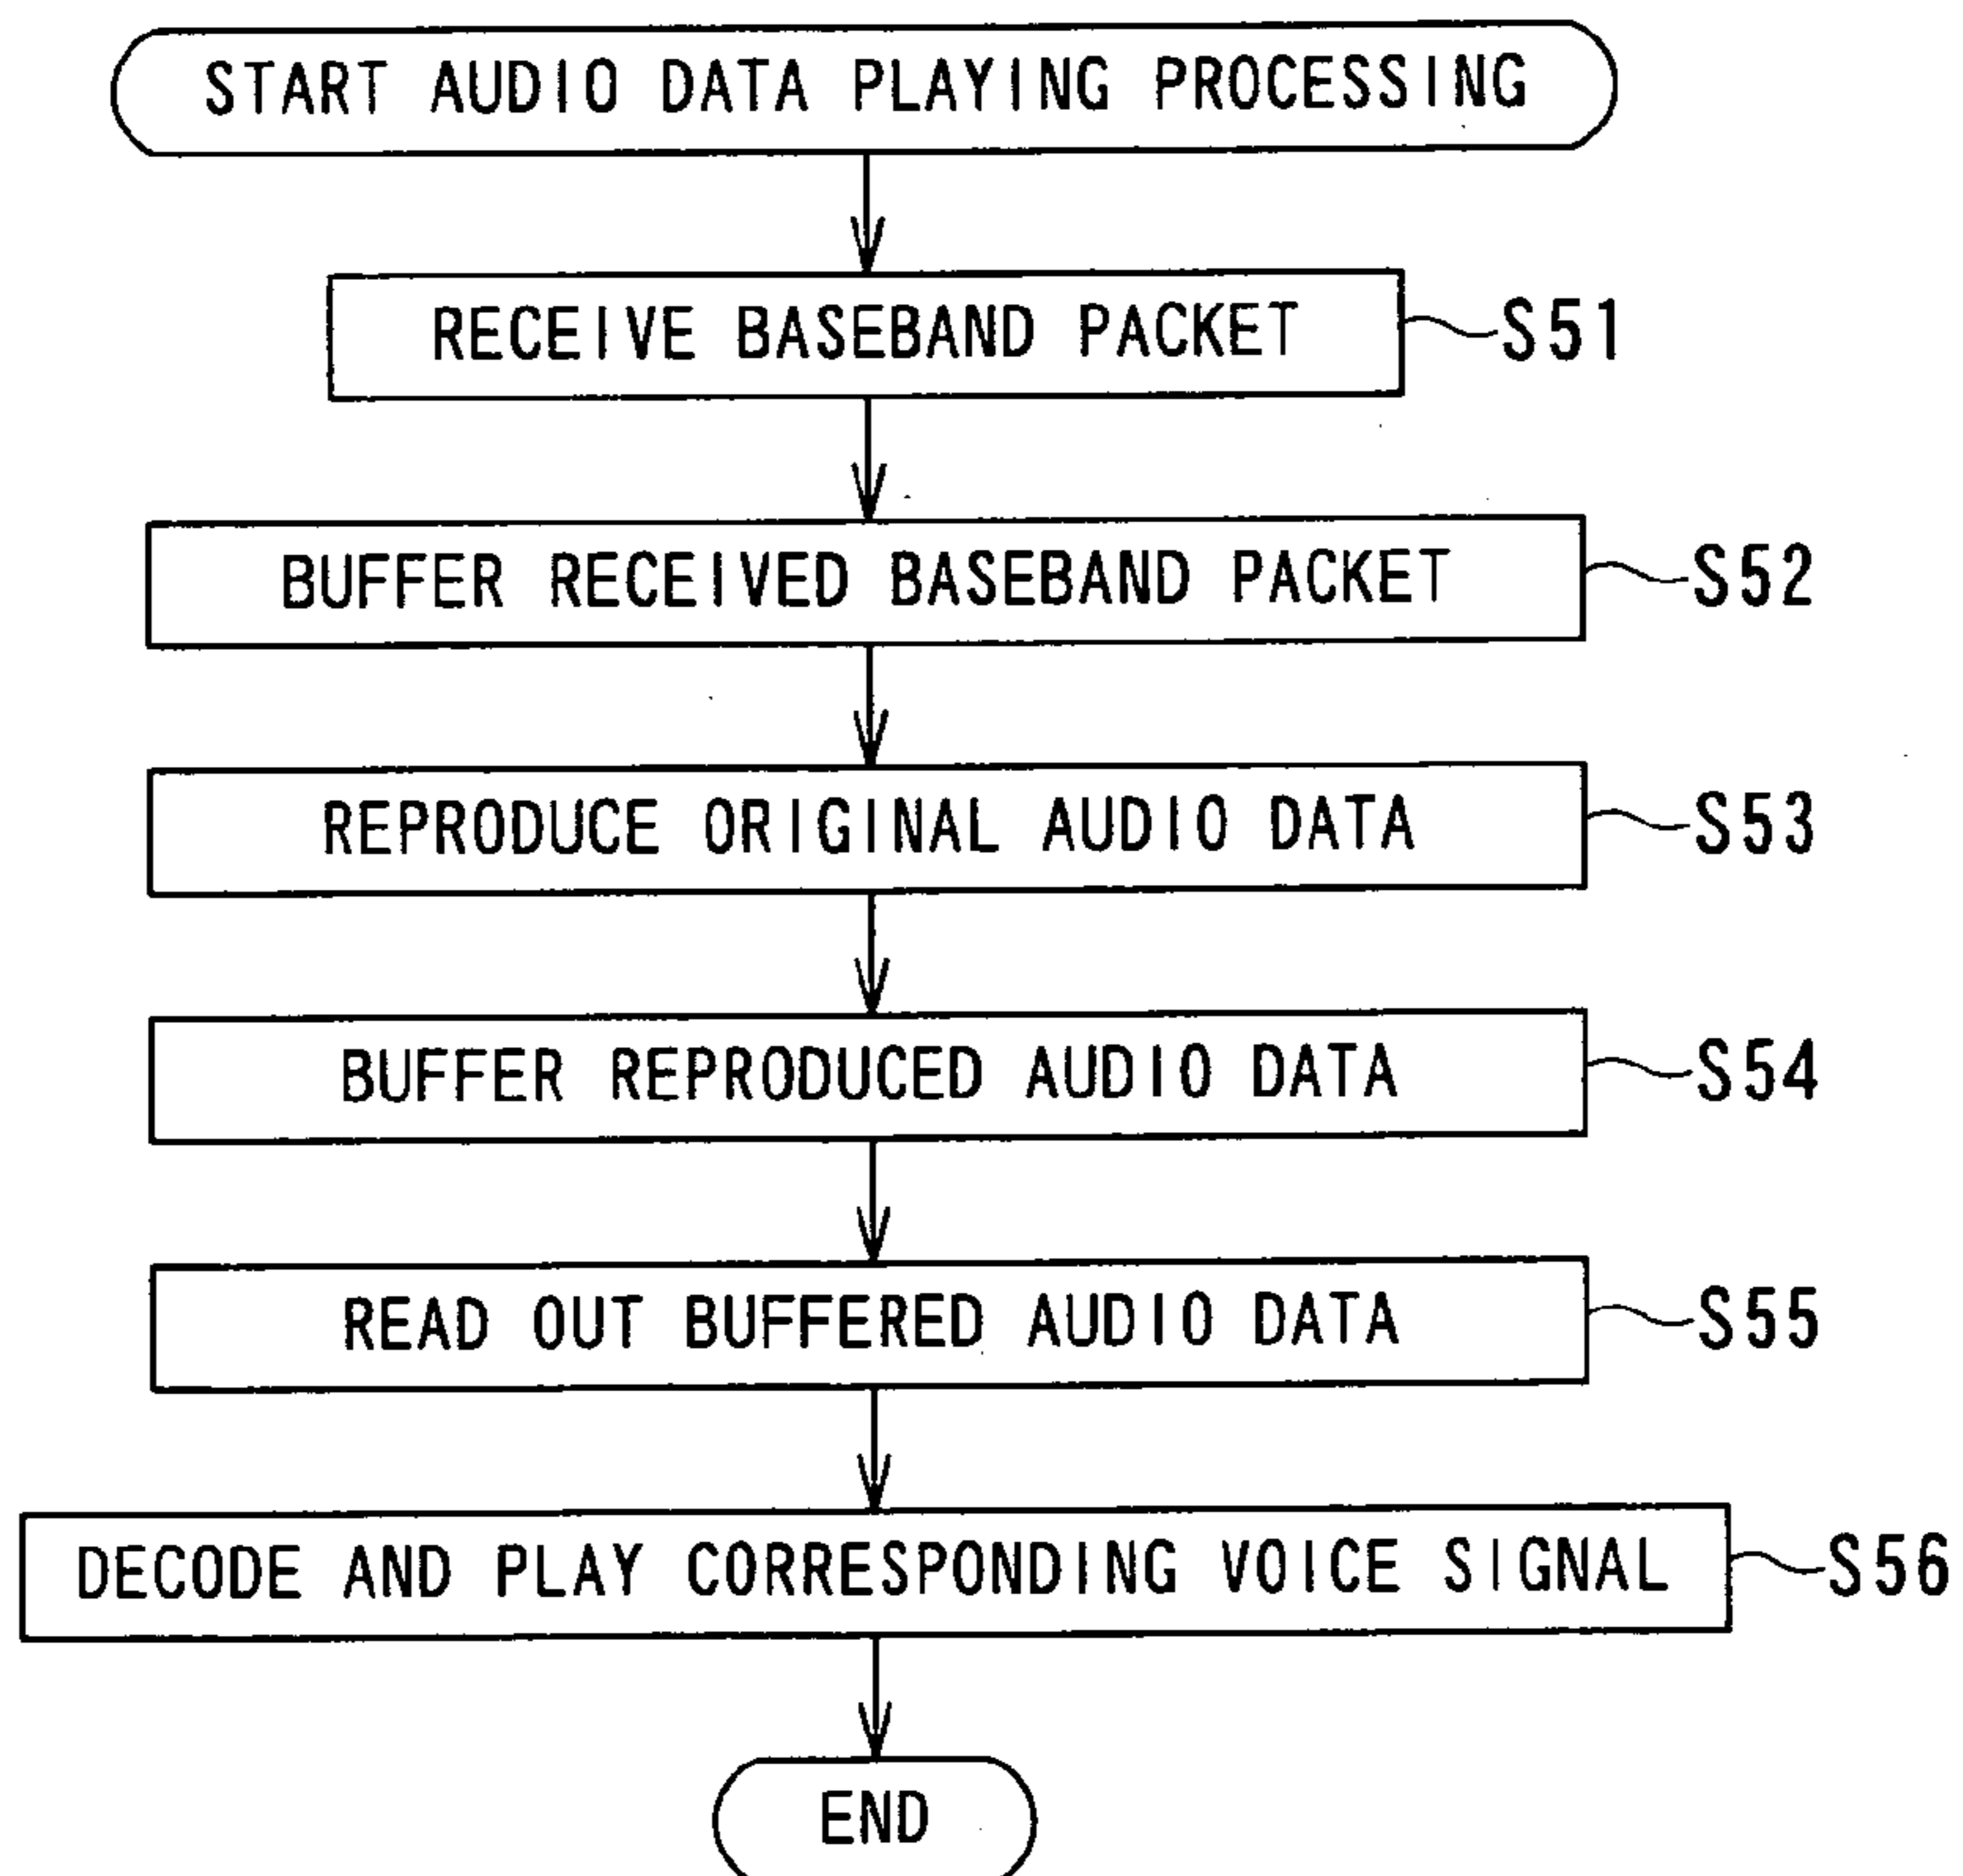 START AUDIO DATA PLAYING PROCESSING
RECEIVE BASEBAND PACKET S51
BUFFER RECEIVED BASEBAND PACKET S52
REPRODUCE ORIGINAL AUDIO DATA S53
BUFFER REPRODUCED AUDIO DATA S54
READ OUT BUFFERED AUDIO DATA S55
DECODE AND PLAY CORRESPONDING VOICE SIGNAL S56
END